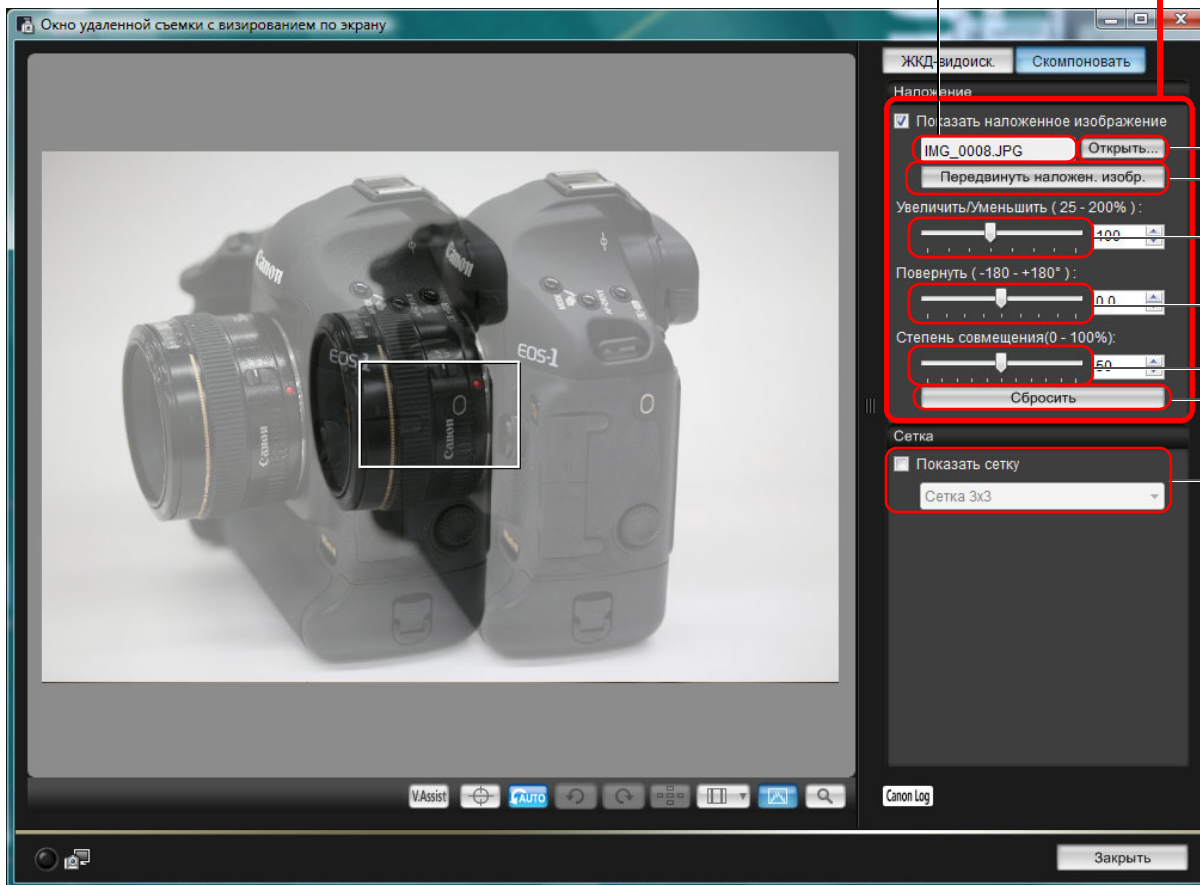 Окно удаленной съемки с визированием по экрану
ЖКД-видоиск. Скомпоновать
Наложение
Показать наложенное изображение
IMG_0008.JPG Открыть...
Передвинуть наложен. изобр.
Увеличить/Уменьшить ( 25 - 200% ) :
100
Повернуть ( -180 - +180° ) :
0.0
Степень совмещения(0 - 100%):
50
Сбросить
Сетка
Показать сетку
Сетка 3x3
Canon
Canon
EOS-1
EOS-1
Canon
Canon
V.Assist AUTO
Canon Log
Закрыть